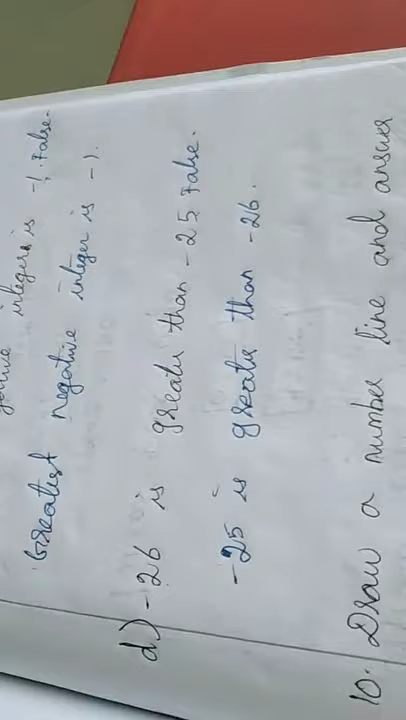 integers is -1. False.
Greatest negative integer is -1.
d) -26 is greater than -25. False.
-25 is greater than -26.
10. Draw a number line and answer